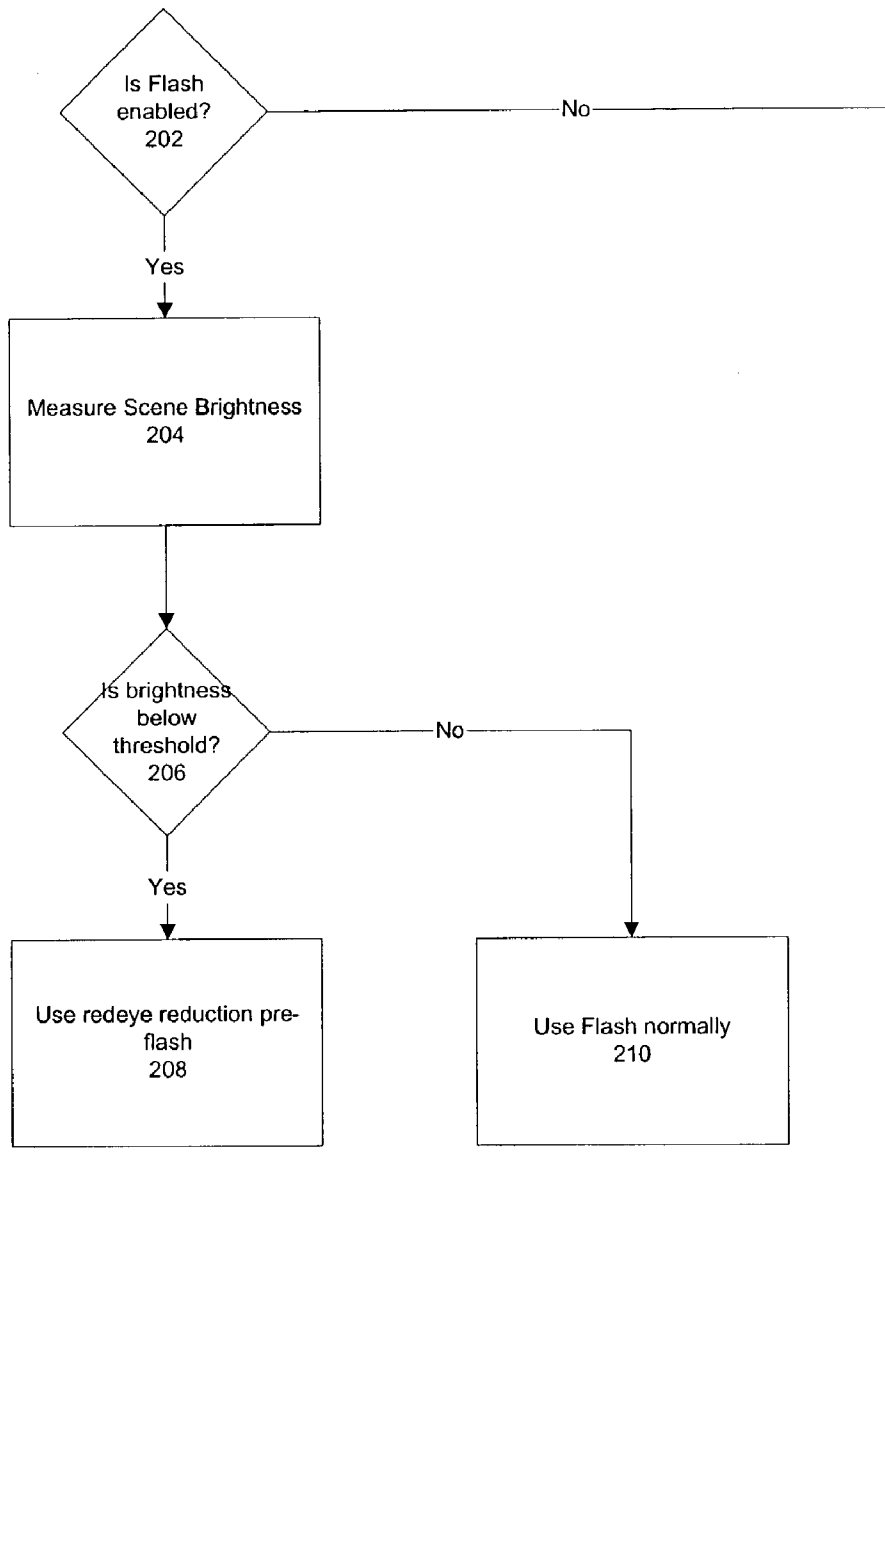 Is Flash
enabled?
202
No
Yes
Measure Scene Brightness
204
Is brightness
below
threshold?
206
No
Yes
Use redeye reduction pre-
flash
208
Use Flash normally
210